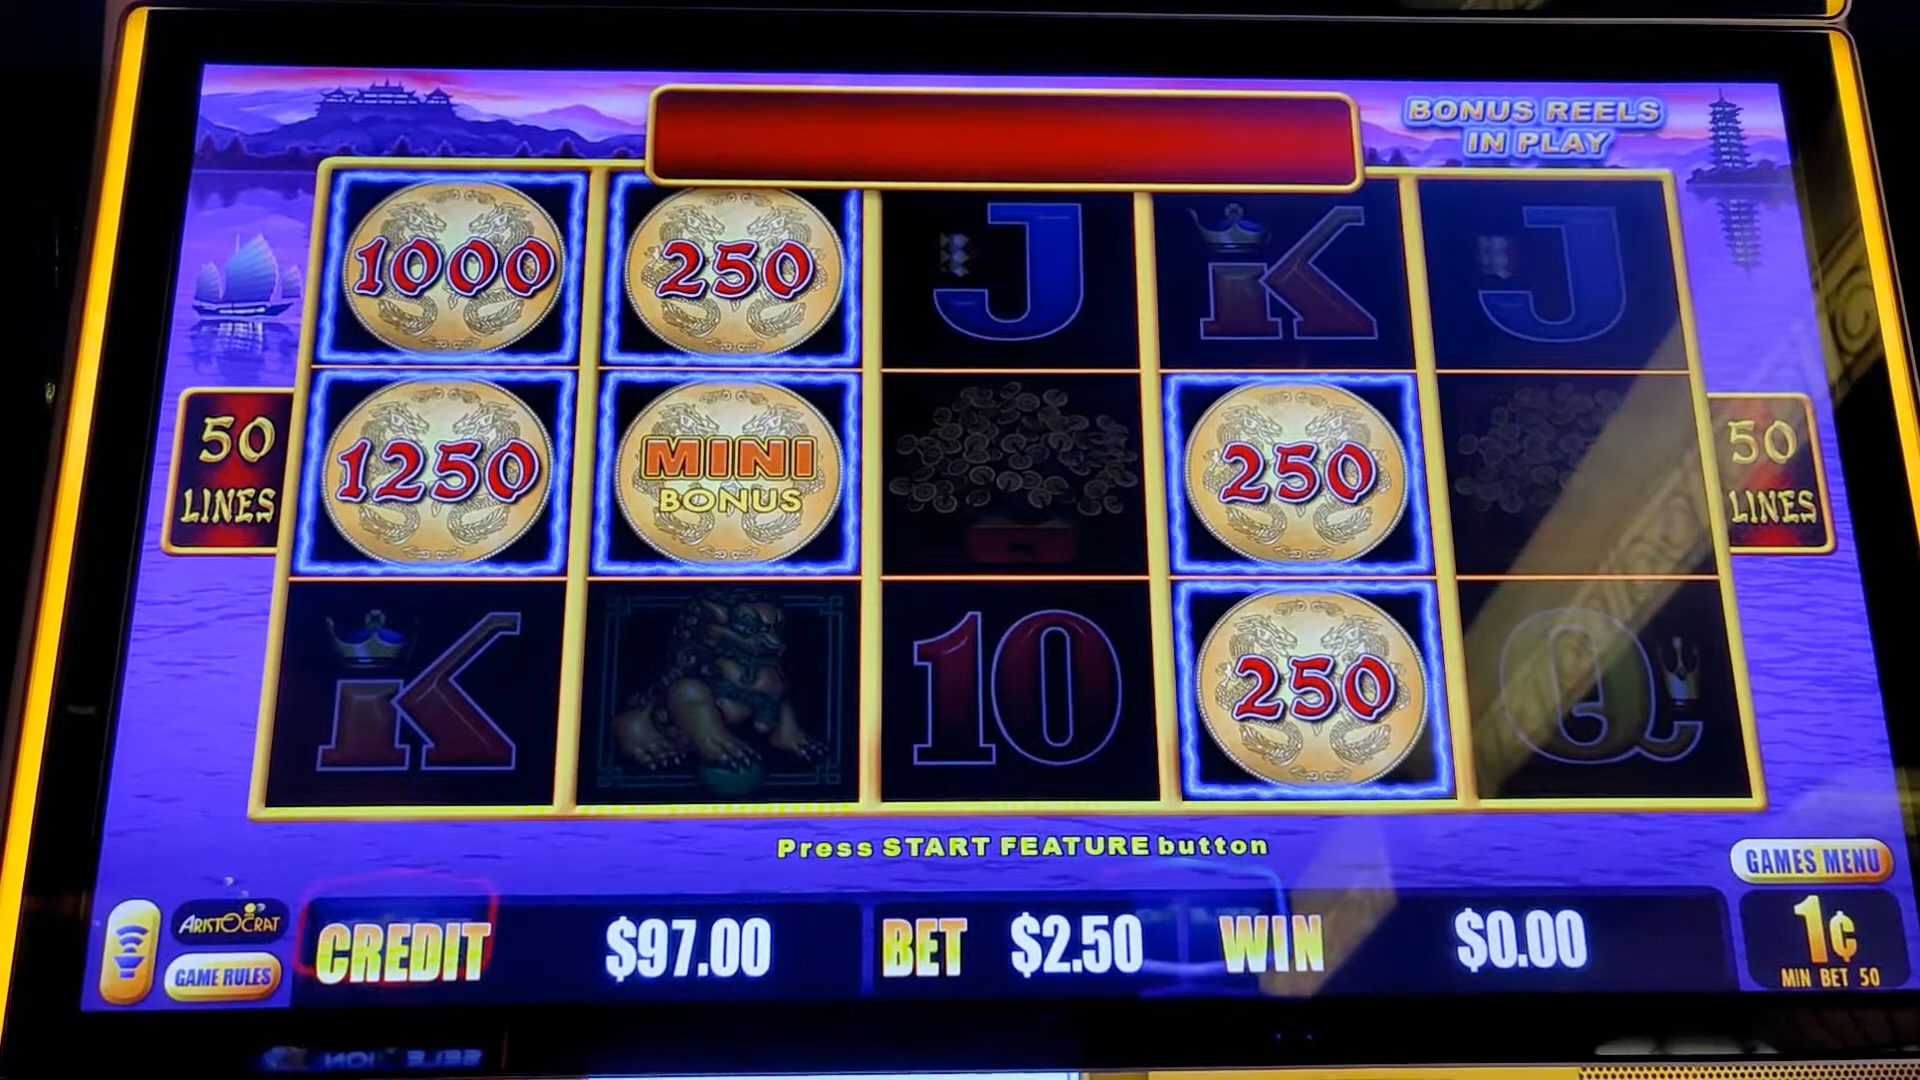 BONUS REELS
IN PLAY
1000
250
J
K
J
50
LINES
1250
MINI
BONUS
250
50
LINES
K
10
250
Q
Press START FEATURE button
GAMES MENU
ARISTOCRAT
GAME RULES
CREDIT $97.00
BET $2.50
WIN $0.00
1¢
MIN BET 50